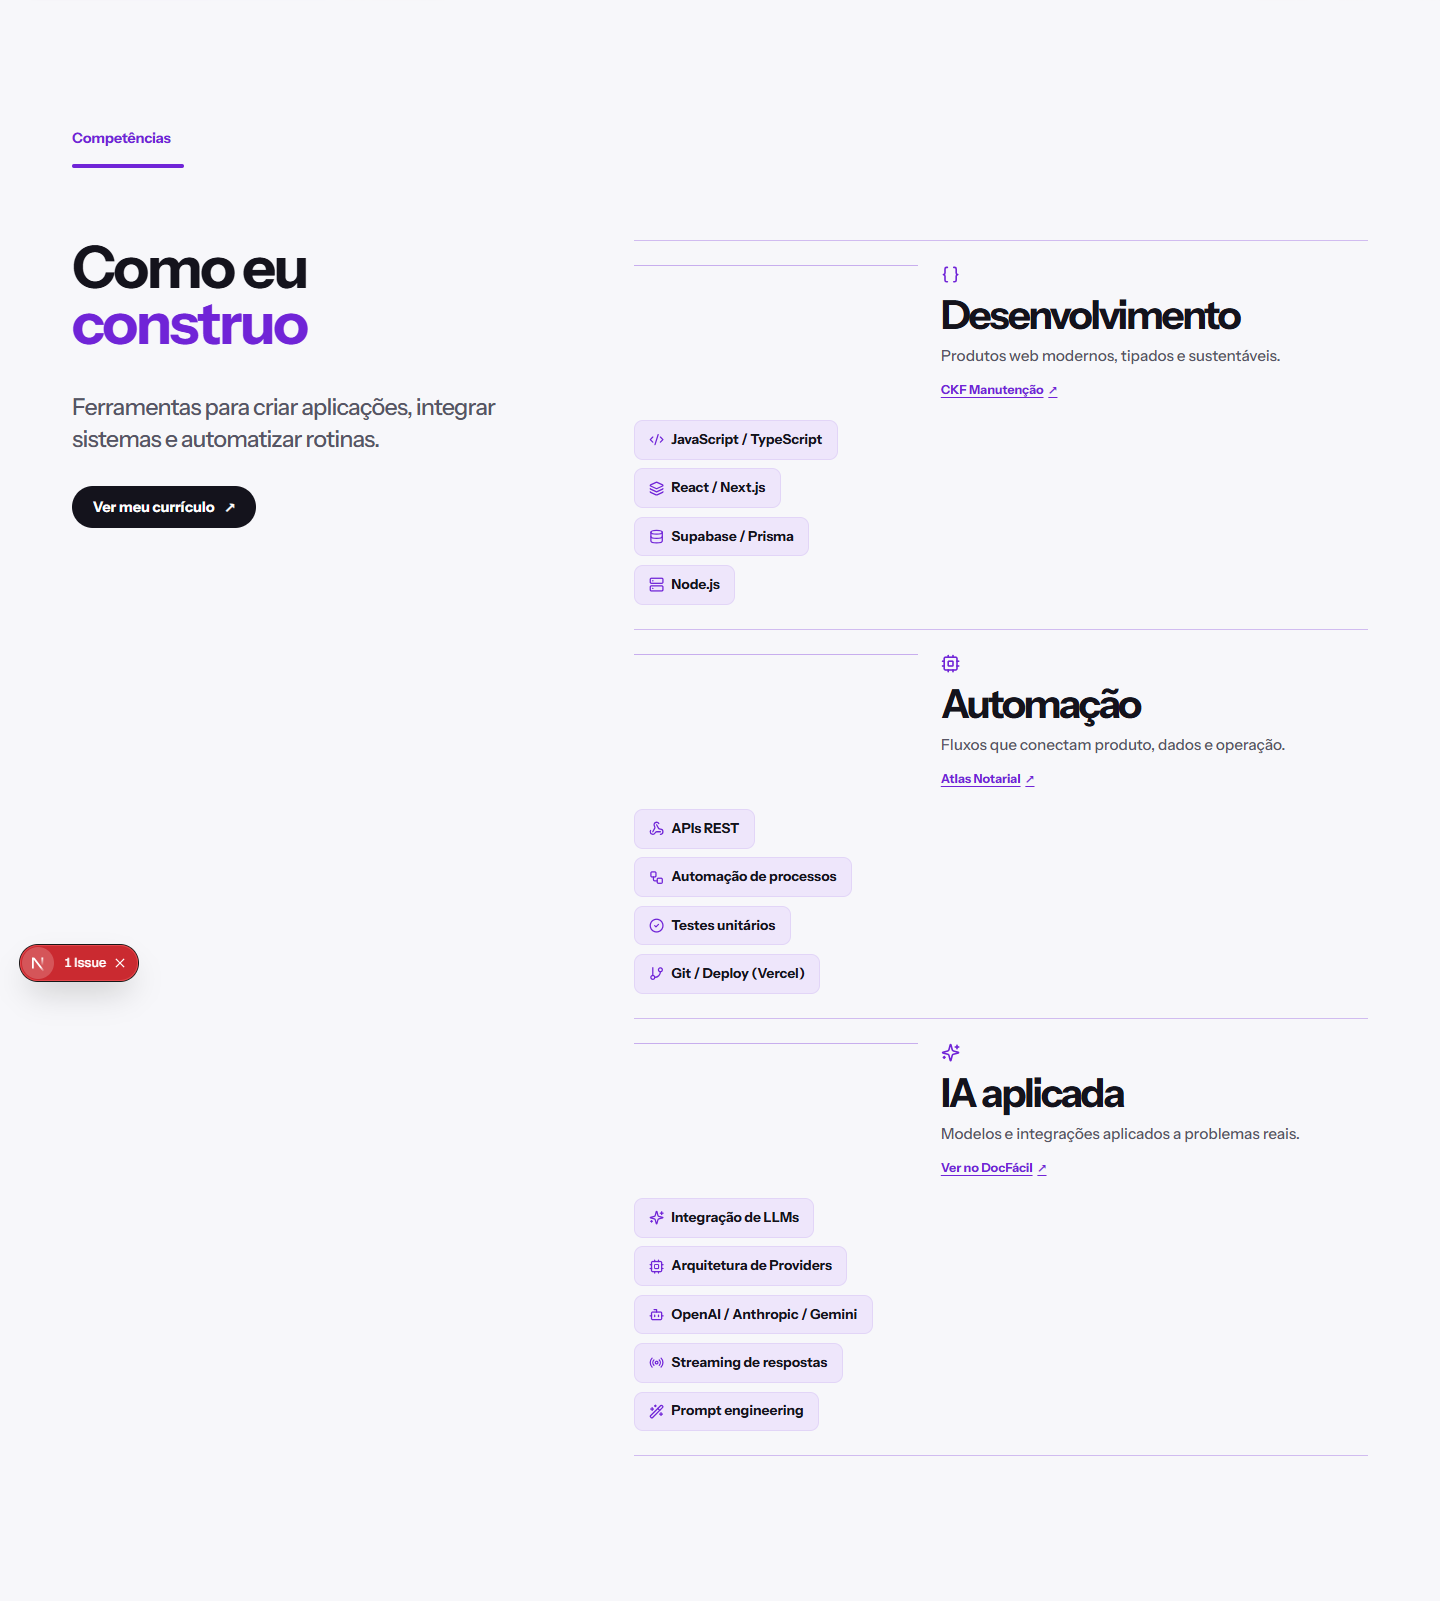 Competências
Como eu
construo
Ferramentas para criar aplicações, integrar
sistemas e automatizar rotinas.
Ver meu currículo ↗
Desenvolvimento
Produtos web modernos, tipados e sustentáveis.
CKF Manutenção ↗
JavaScript / TypeScript
React / Next.js
Supabase / Prisma
Node.js
Automação
Fluxos que conectam produto, dados e operação.
Atlas Notarial ↗
APIs REST
Automação de processos
Testes unitários
Git / Deploy (Vercel)
IA aplicada
Modelos e integrações aplicados a problemas reais.
Ver no DocFácil ↗
Integração de LLMs
Arquitetura de Providers
OpenAI / Anthropic / Gemini
Streaming de respostas
Prompt engineering
N 1 Issue